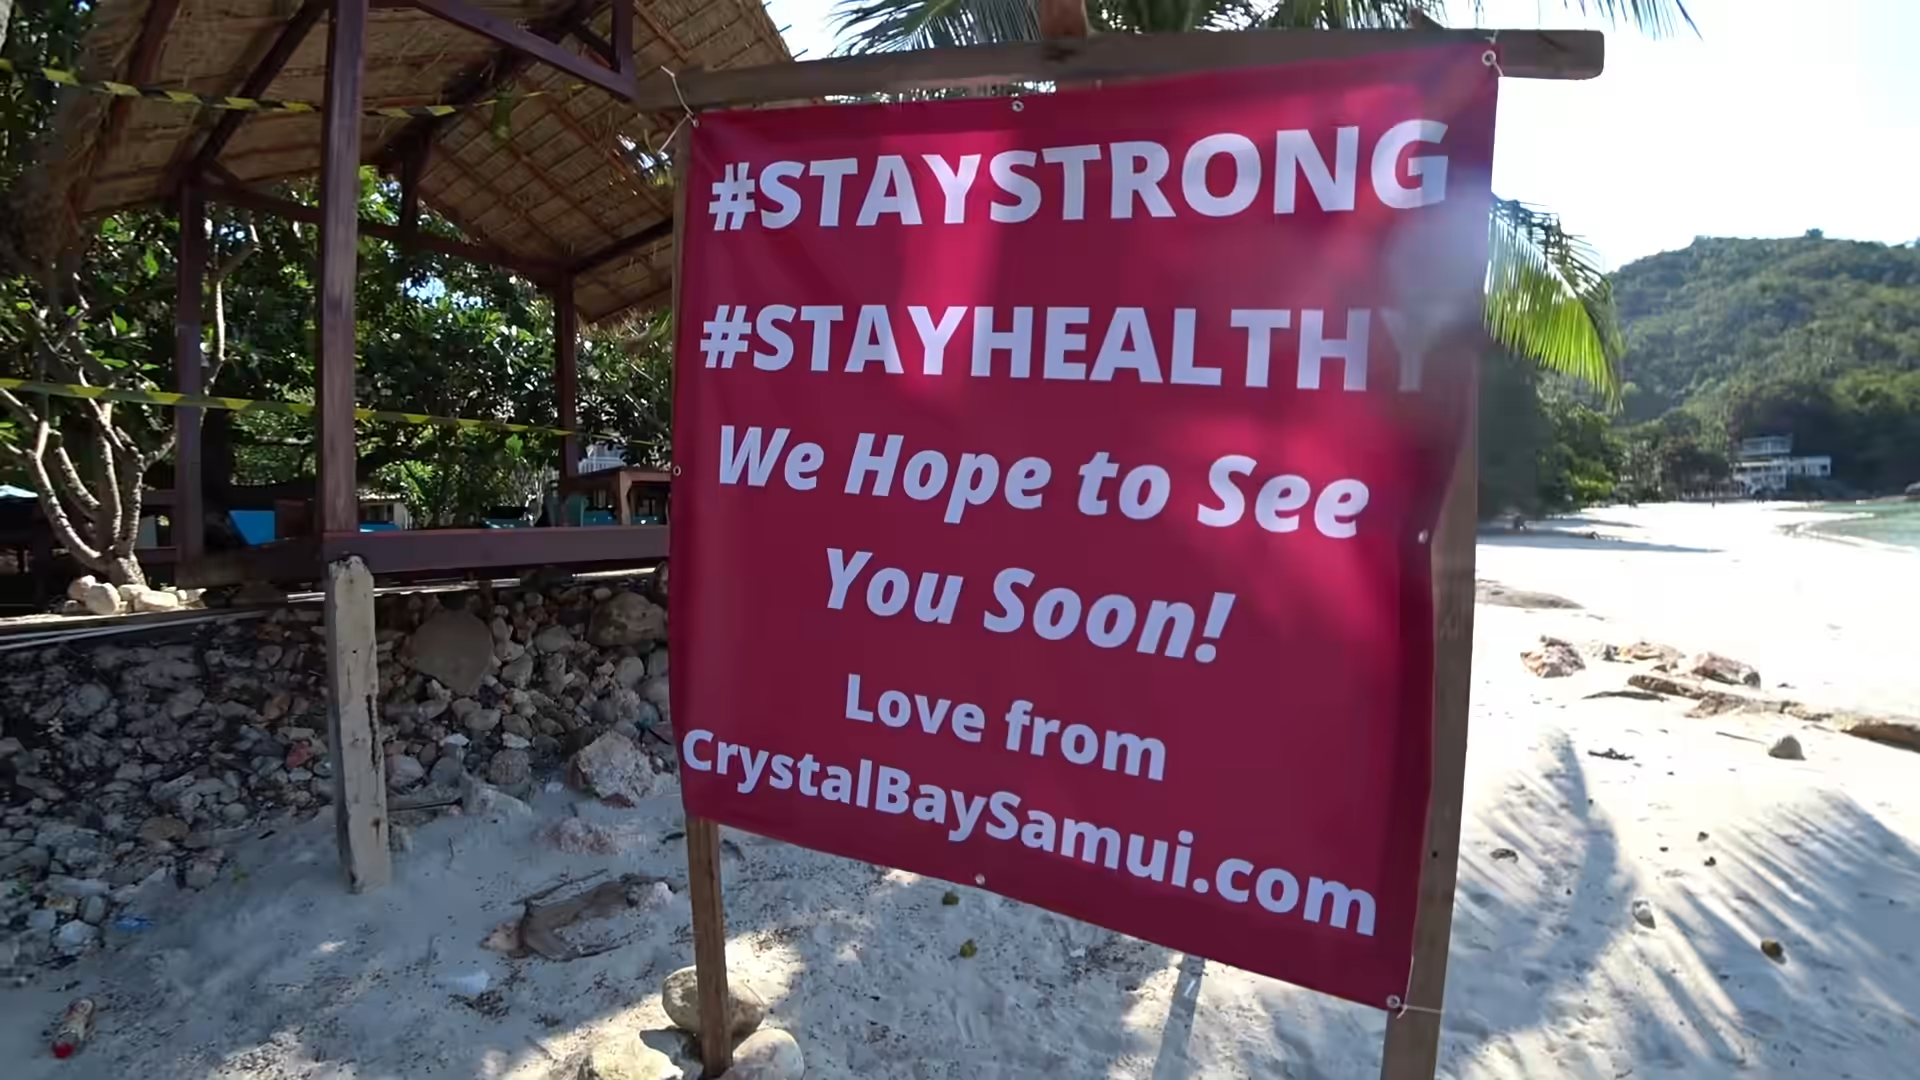 #STAYSTRONG
#STAYHEALTHY
We Hope to See
You Soon!
Love from
CrystalBaySamui.com